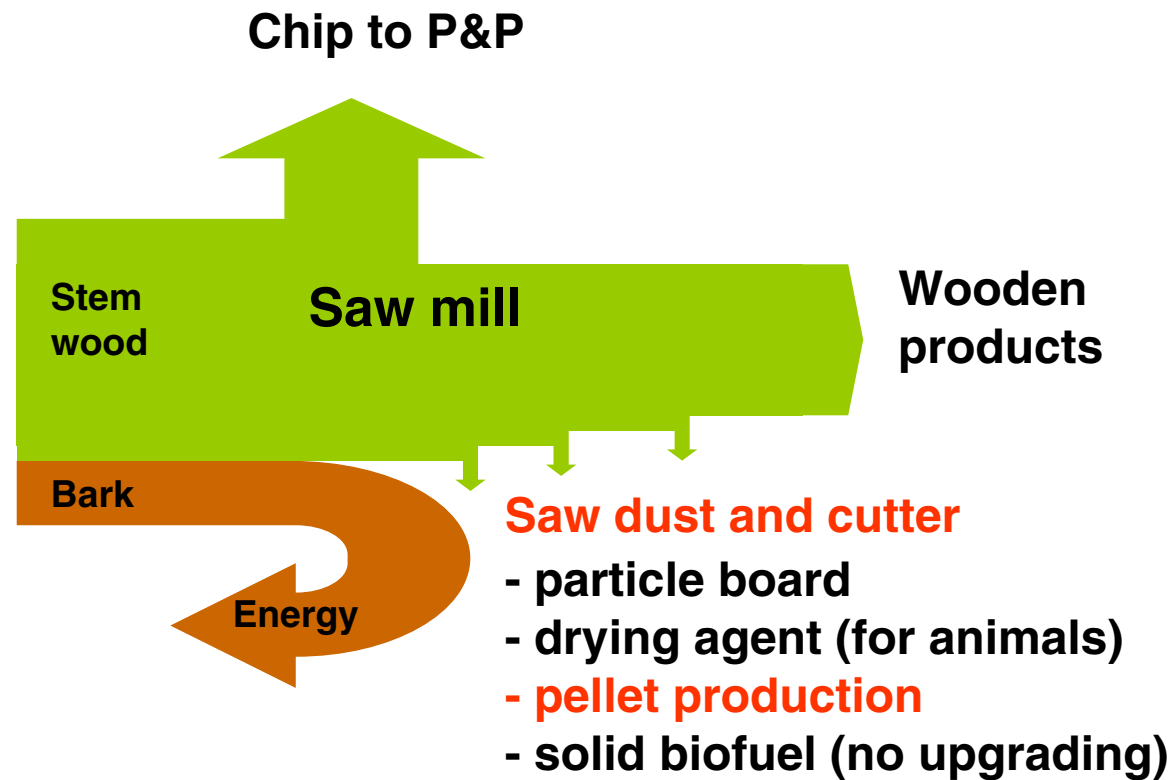 Chip to P&P
Stem
wood
Saw mill
Wooden
products
Bark
Energy
Saw dust and cutter
- particle board
- drying agent (for animals)
- pellet production
- solid biofuel (no upgrading)